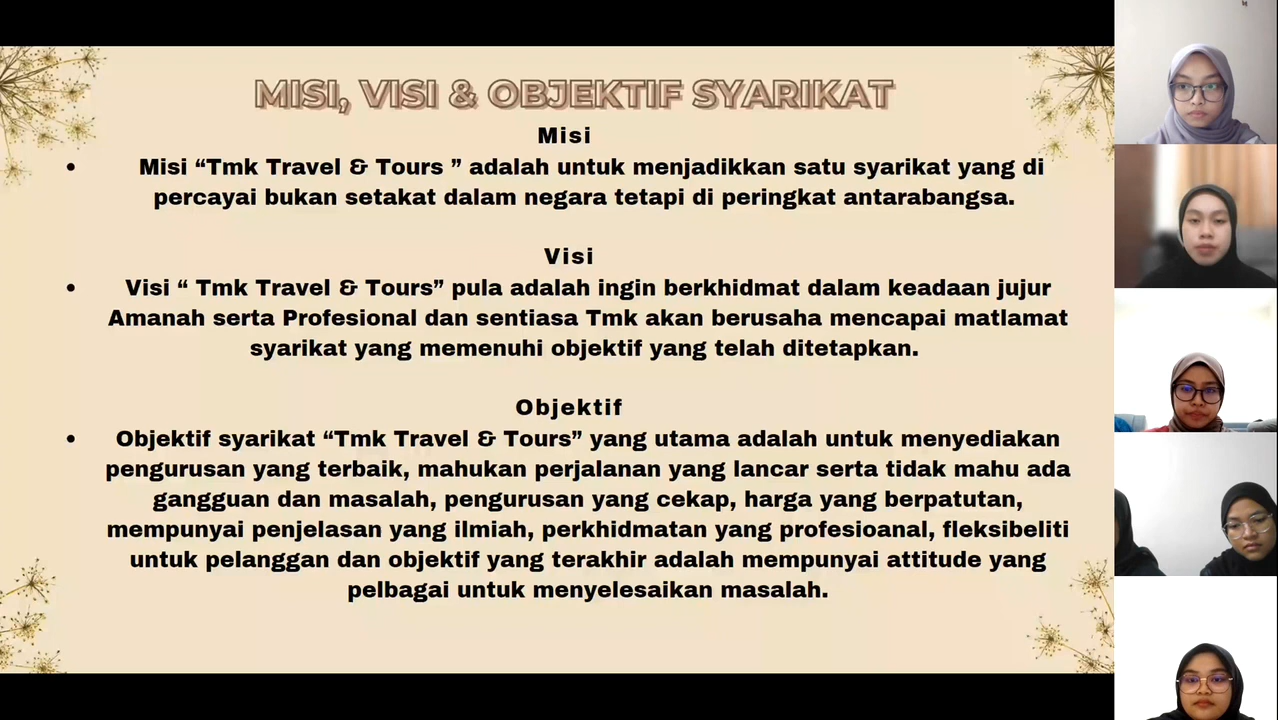 MISI, VISI & OBJEKTIF SYARIKAT
Misi
• Misi “Tmk Travel & Tours ” adalah untuk menjadikkan satu syarikat yang di
percayai bukan setakat dalam negara tetapi di peringkat antarabangsa.
Visi
• Visi “ Tmk Travel & Tours” pula adalah ingin berkhidmat dalam keadaan jujur
Amanah serta Profesional dan sentiasa Tmk akan berusaha mencapai matlamat
syarikat yang memenuhi objektif yang telah ditetapkan.
Objektif
• Objektif syarikat “Tmk Travel & Tours” yang utama adalah untuk menyediakan
pengurusan yang terbaik, mahukan perjalanan yang lancar serta tidak mahu ada
gangguan dan masalah, pengurusan yang cekap, harga yang berpatutan,
mempunyai penjelasan yang ilmiah, perkhidmatan yang profesioanal, fleksibeliti
untuk pelanggan dan objektif yang terakhir adalah mempunyai attitude yang
pelbagai untuk menyelesaikan masalah.